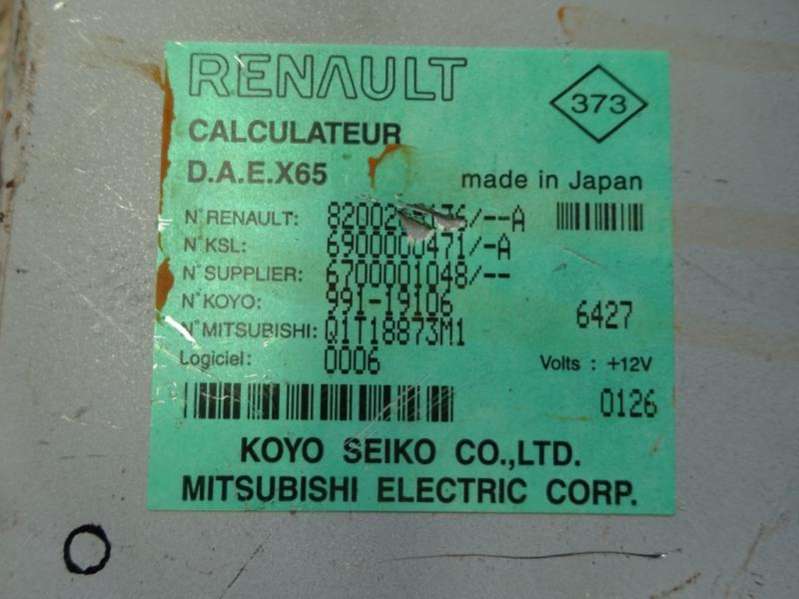 RENAULT
373
CALCULATEUR
D.A.E.X65
made in Japan
N° RENAULT:
N° KSL: 6900000471/-A
N° SUPPLIER: 6700001048/--
N° KOYO: 991-19106
6427
N° MITSUBISHI: Q1T18873M1
Logiciel: 0006
Volts : +12V
0126
KOYO SEIKO CO.,LTD.
MITSUBISHI ELECTRIC CORP.